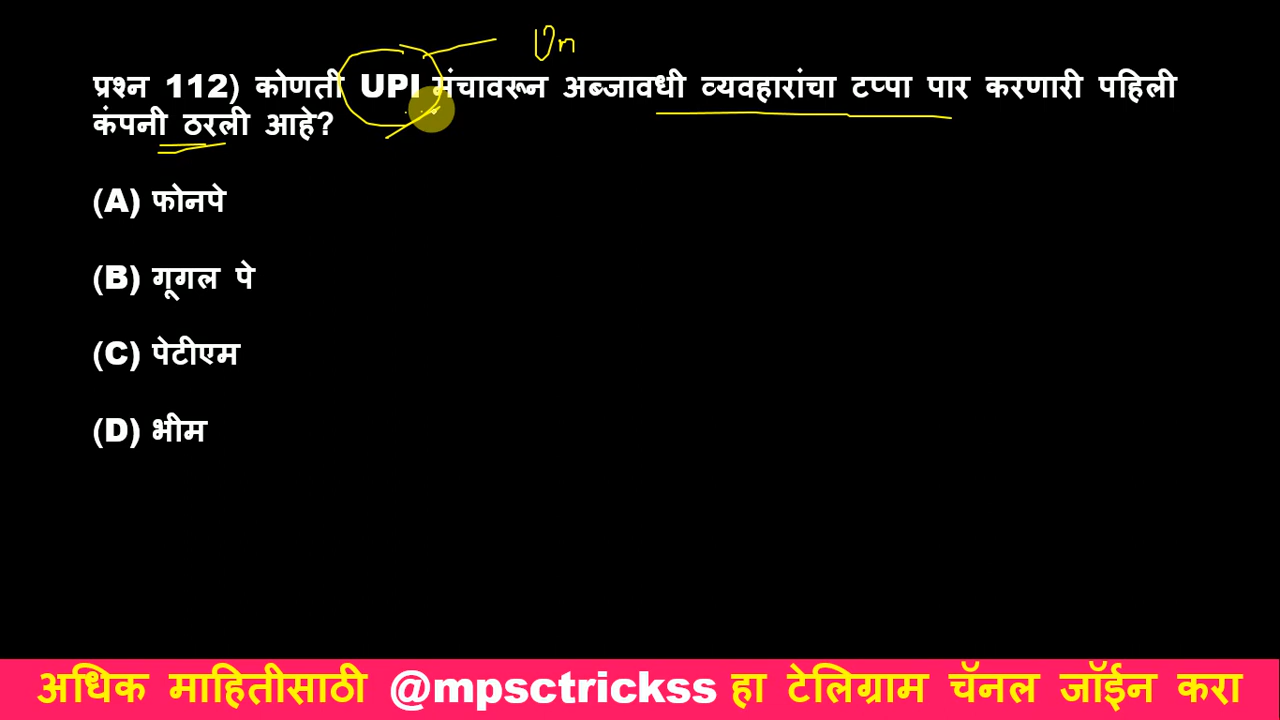 Un
प्रश्न 112) कोणती UPI मंचावरून अब्जावधी व्यवहारांचा टप्पा पार करणारी पहिली
कंपनी ठरली आहे?
(A) फोनपे
(B) गूगल पे
(C) पेटीएम
(D) भीम
अधिक माहितीसाठी @mpsctrickss हा टेलिग्राम चॅनल जॉईन करा